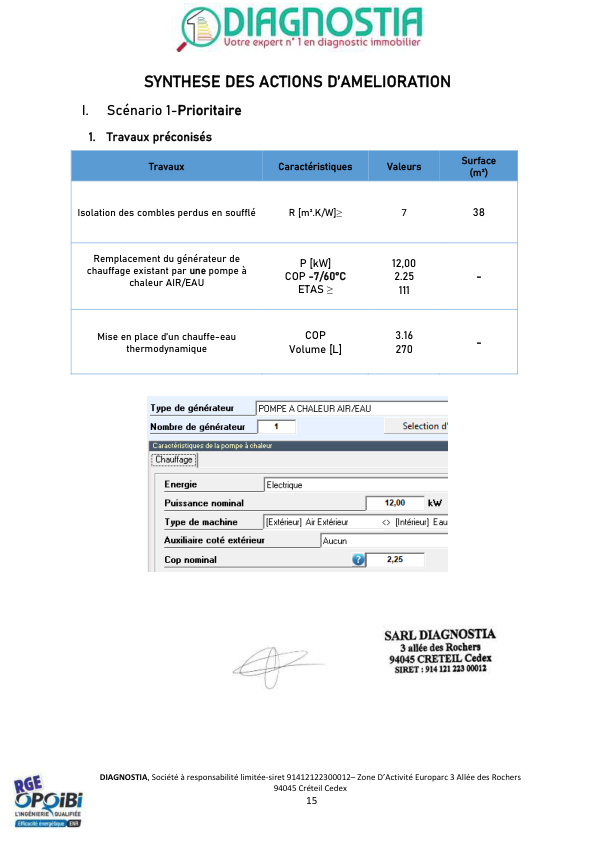 DIAGNOSTIA
Votre expert n°1 en diagnostic immobilier
SYNTHESE DES ACTIONS D'AMELIORATION
I. Scénario 1-Prioritaire
1. Travaux préconisés
Travaux Caractéristiques Valeurs Surface (m²)
Isolation des combles perdus en soufflé R [m².K/W]≥ 7 38
Remplacement du générateur de
chauffage existant par une pompe à
chaleur AIR/EAU
P [kW] 12,00
COP -7/60°C 2.25
ETAS ≥ 111
-
Mise en place d'un chauffe-eau
thermodynamique
COP 3.16
Volume [L] 270
-
Type de générateur POMPE A CHALEUR AIR/EAU
Nombre de générateur 1 Selection d'
Caractéristiques de la pompe à chaleur
Chauffage
Energie Electrique
Puissance nominal 12,00 kW
Type de machine [Extérieur] Air Extérieur <> [Intérieur] Eau
Auxiliaire coté extérieur Aucun
Cop nominal ? 2,25
SARL DIAGNOSTIA
3 allée des Rochers
94045 CRETEIL Cedex
SIRET : 914 121 223 00012
DIAGNOSTIA, Société à responsabilité limitée-siret 91412122300012– Zone D'Activité Europarc 3 Allée des Rochers
94045 Créteil Cedex
15
RGE
OPQIBI
L'INGÉNIERIE QUALIFIÉE
Efficacité énergétique ENR